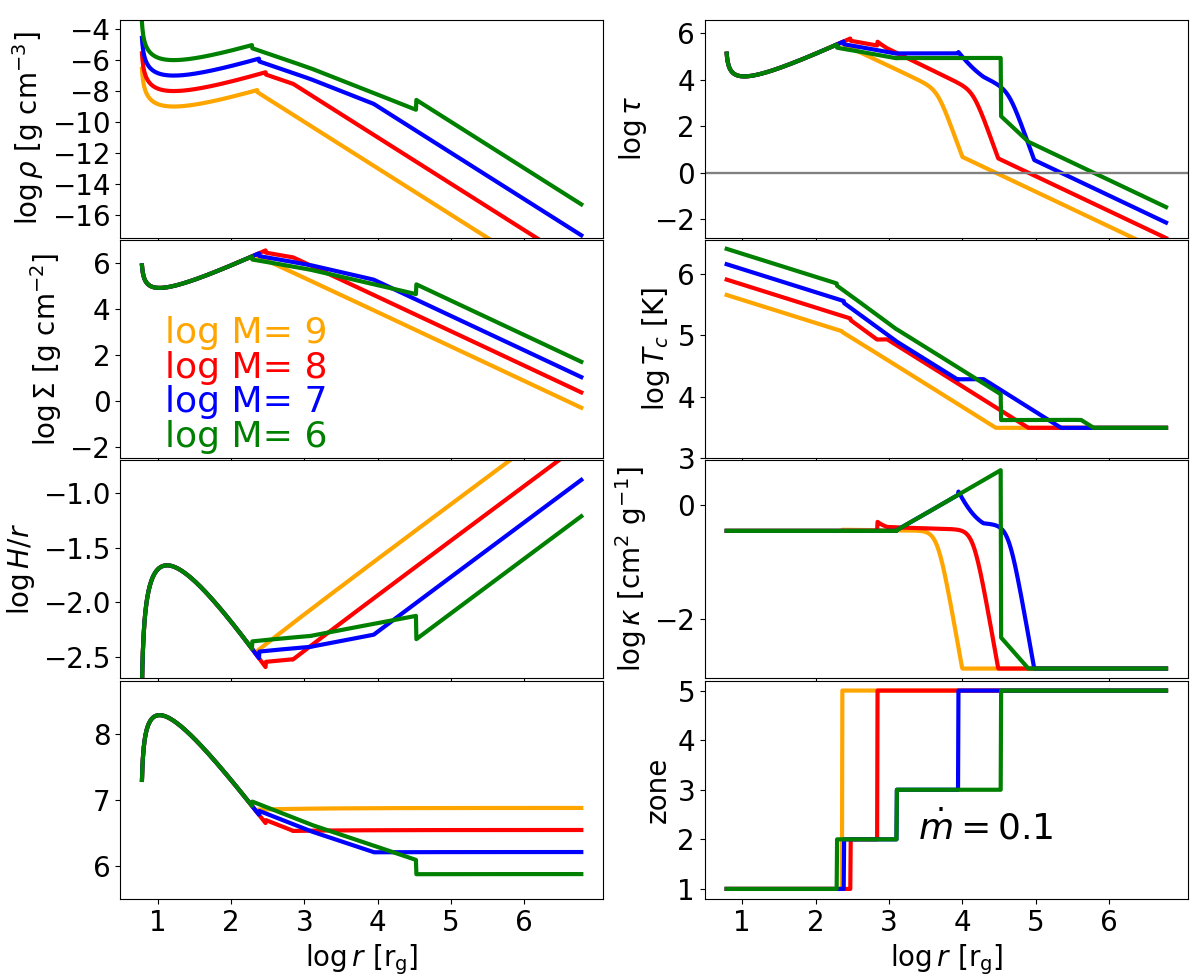 −4
−6
−8
−10
−12
−14
−16
log ρ [g cm⁻³]
6
4
2
0
−2
log τ
6
4
2
0
−2
log Σ [g cm⁻²]
log M= 9
log M= 8
log M= 7
log M= 6
6
5
4
3
log T_c [K]
−1.0
−1.5
−2.0
−2.5
log H/r
0
−2
log κ [cm² g⁻¹]
8
7
6
1 2 3 4 5 6
log r [r_g]
5
4
3
2
1
zone
ṁ = 0.1
1 2 3 4 5 6
log r [r_g]